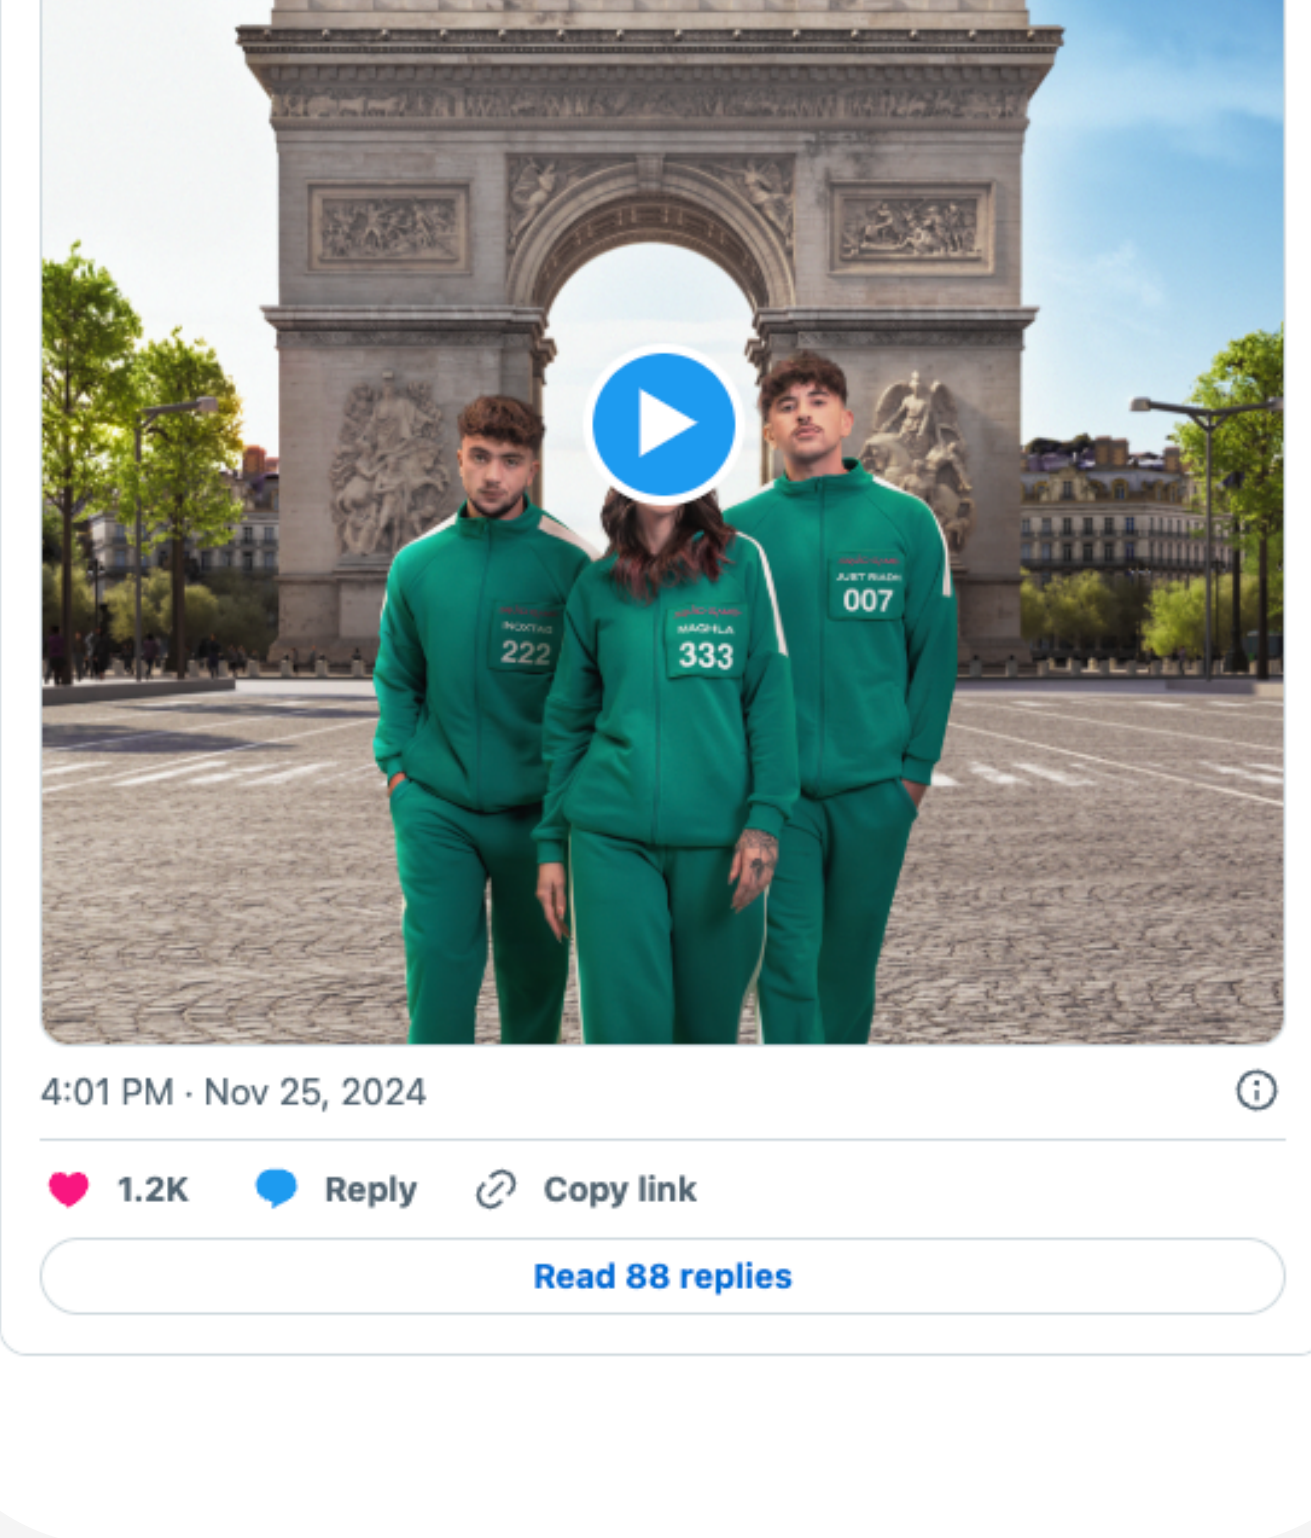 INOXTAG
222
MAGHLA
333
JUST RIADH
007
4:01 PM · Nov 25, 2024
1.2K
Reply
Copy link
Read 88 replies